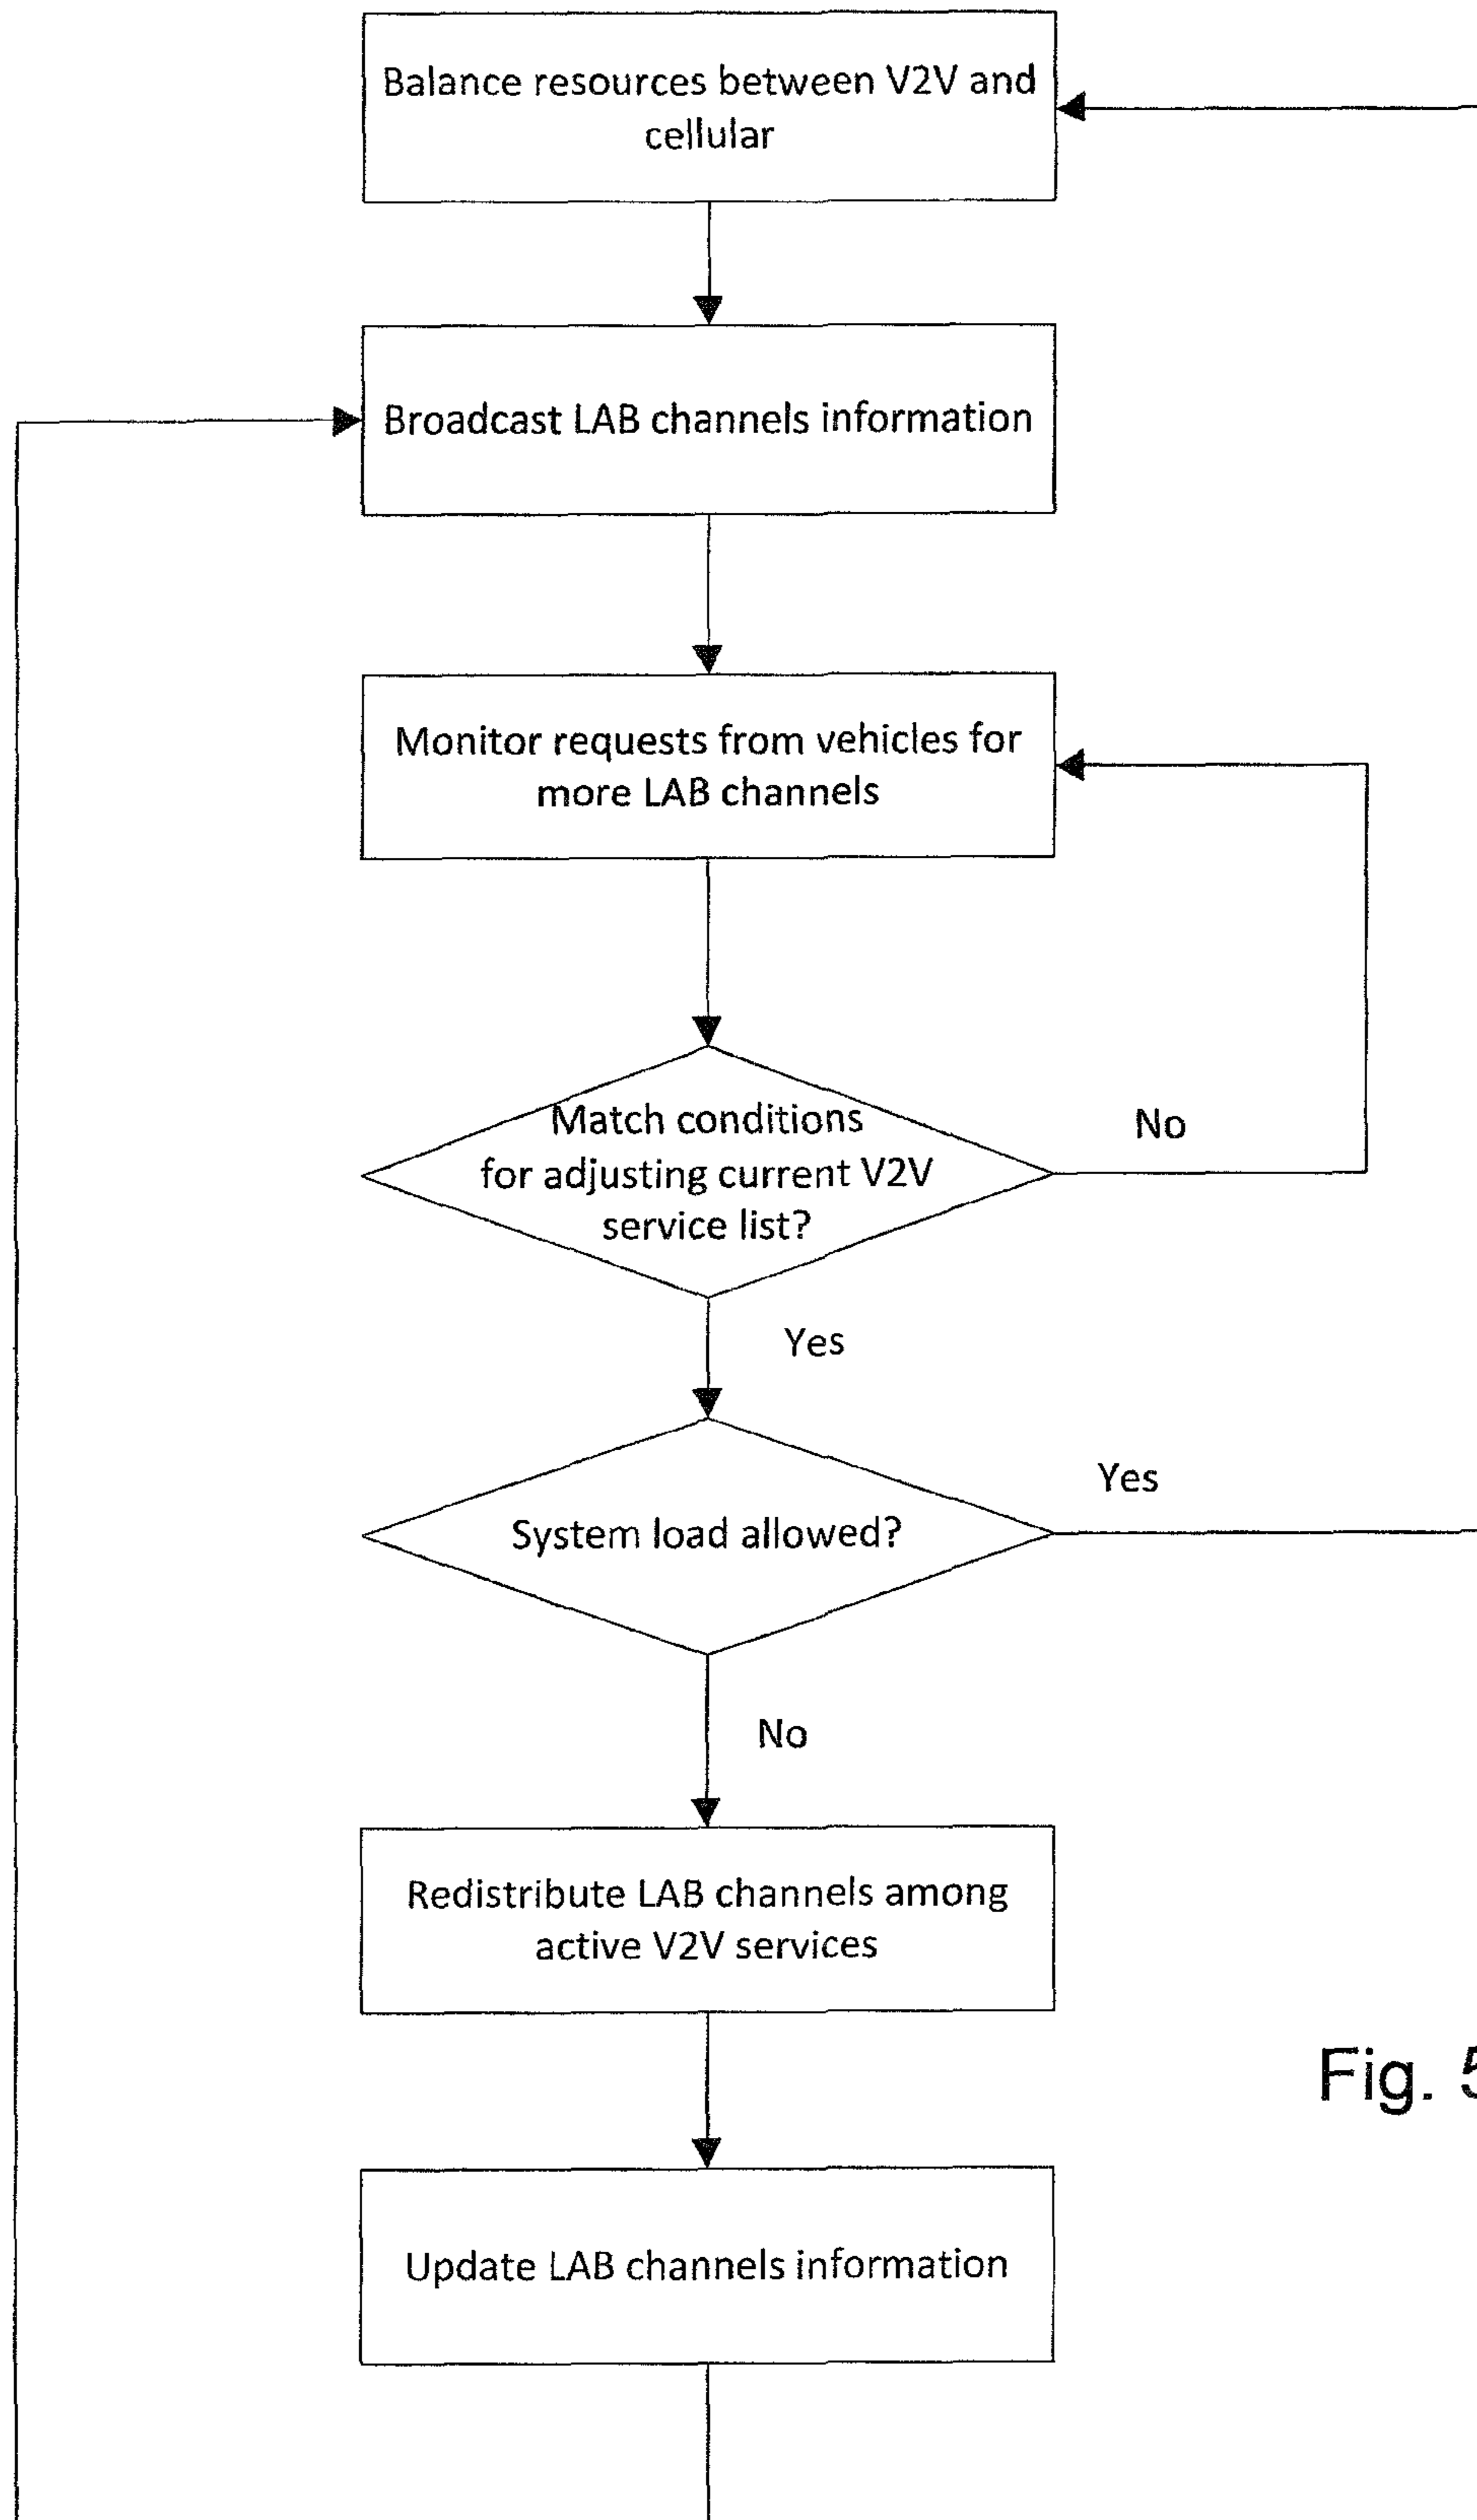 Balance resources between V2V and
cellular
Broadcast LAB channels information
Monitor requests from vehicles for
more LAB channels
Match conditions
for adjusting current V2V
service list?
No
Yes
System load allowed?
Yes
No
Redistribute LAB channels among
active V2V services
Fig. 5
Update LAB channels information